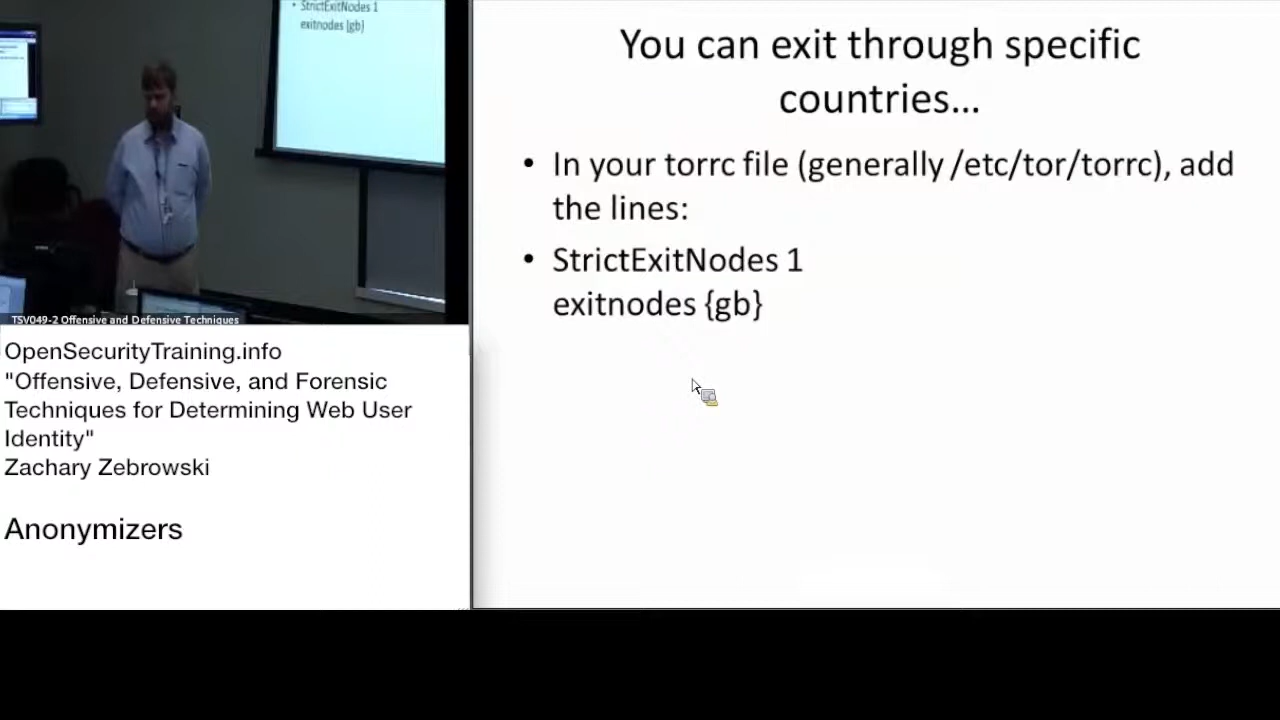 StrictExitNodes 1
exitnodes {gb}
TSV049-2 Offensive and Defensive Techniques
OpenSecurityTraining.info
"Offensive, Defensive, and Forensic
Techniques for Determining Web User
Identity"
Zachary Zebrowski
Anonymizers
You can exit through specific
countries…
• In your torrc file (generally /etc/tor/torrc), add
the lines:
• StrictExitNodes 1
exitnodes {gb}